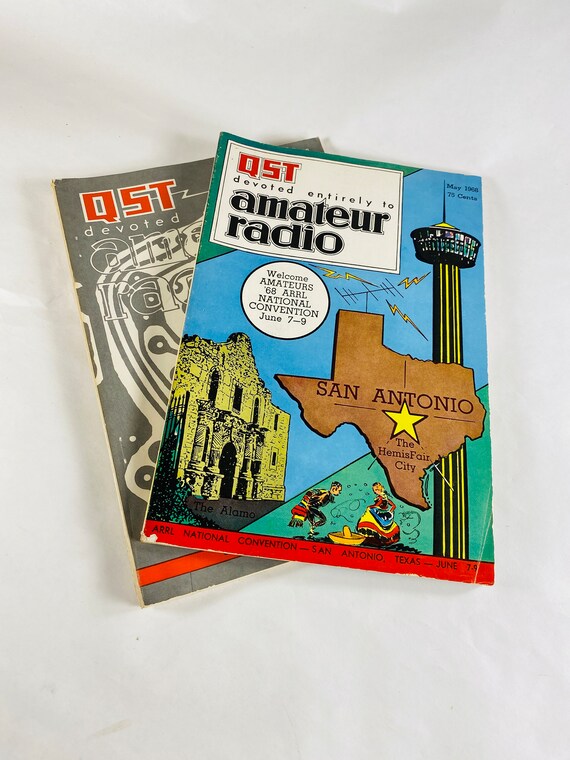 QST
devoted entirely to
amateur
radio
May 1968
75 Cents
Welcome
AMATEURS
'68 ARRL
NATIONAL
CONVENTION
June 7-9
SAN ANTONIO
The
HemisFair
City
The Alamo
ARRL NATIONAL CONVENTION — SAN ANTONIO, TEXAS — JUNE 7-9
QST
devoted